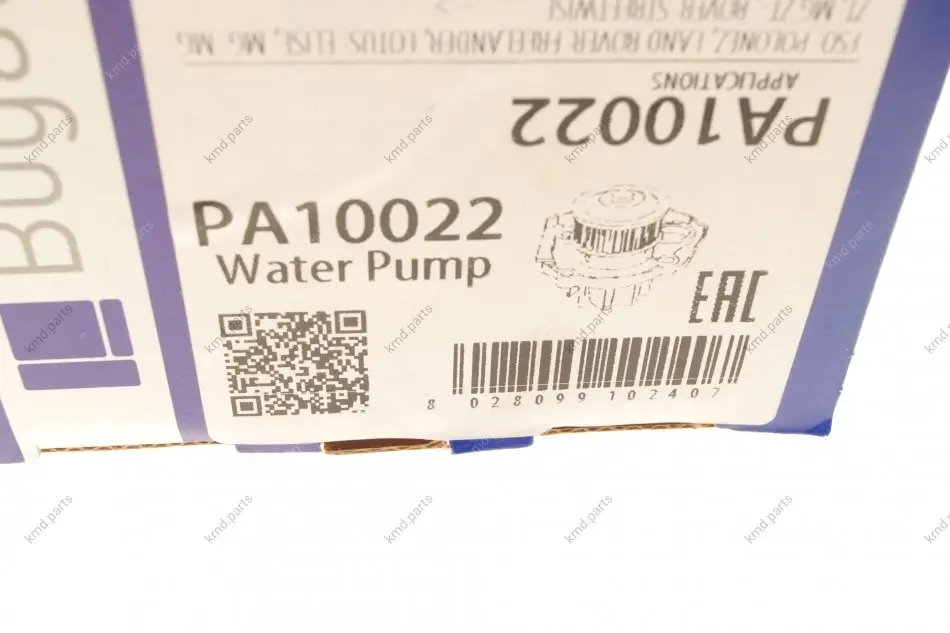 ZT, MG ZT- ROVER STREETWISE
FSO POLONEZ, LAND ROVER FREELANDER, LOTUS ELISE, MG MG
APPLICATIONS
PA10022
PA10022
Water Pump
EAC
8 028099 102407
Bugs
kmd.parts